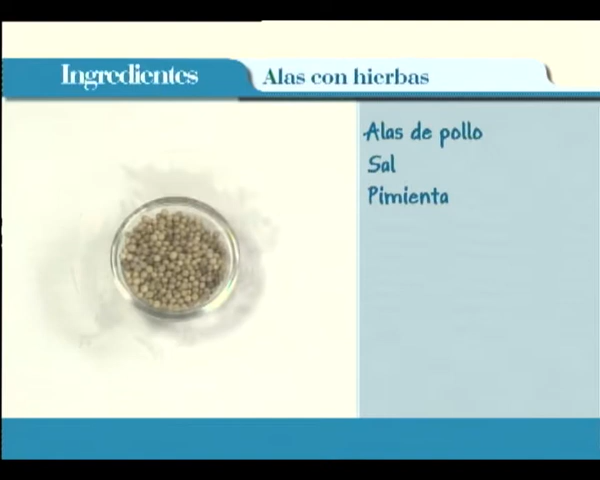 Ingredientes
Alas con hierbas
Alas de pollo
Sal
Pimienta